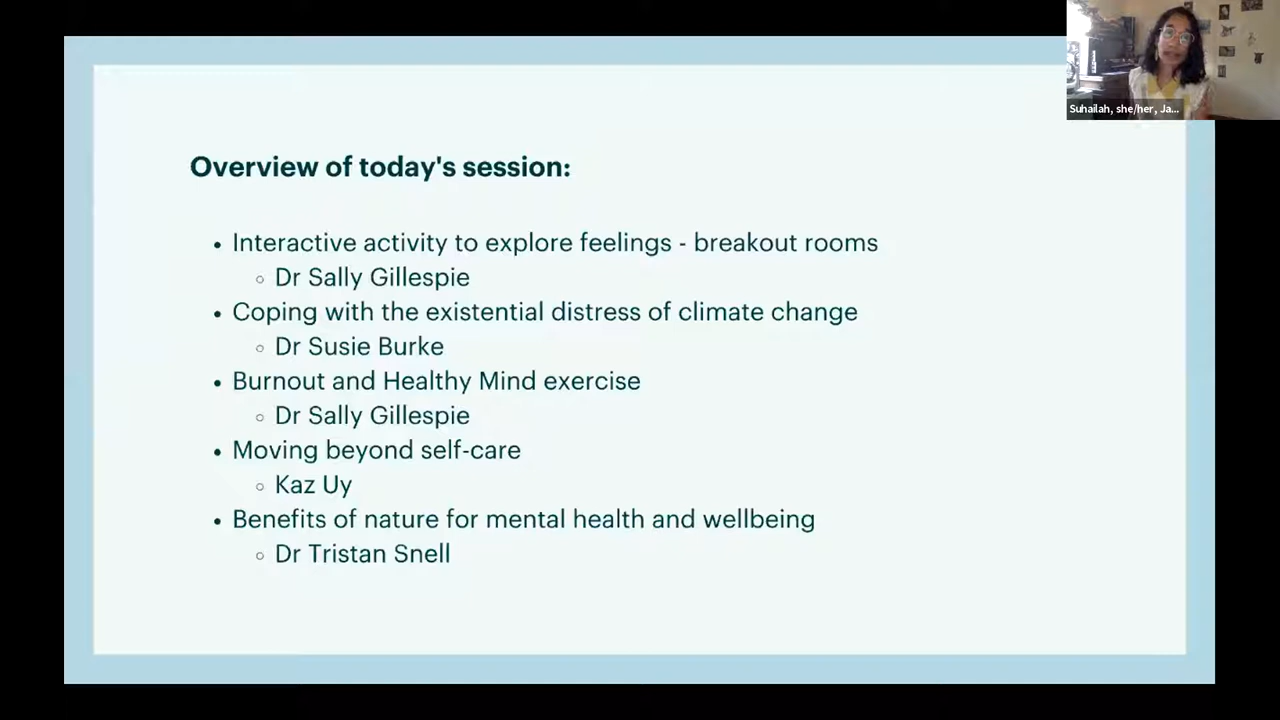 Overview of today's session:
• Interactive activity to explore feelings - breakout rooms
○ Dr Sally Gillespie
• Coping with the existential distress of climate change
○ Dr Susie Burke
• Burnout and Healthy Mind exercise
○ Dr Sally Gillespie
• Moving beyond self-care
○ Kaz Uy
• Benefits of nature for mental health and wellbeing
○ Dr Tristan Snell
Suhailah, she/her, Ja...